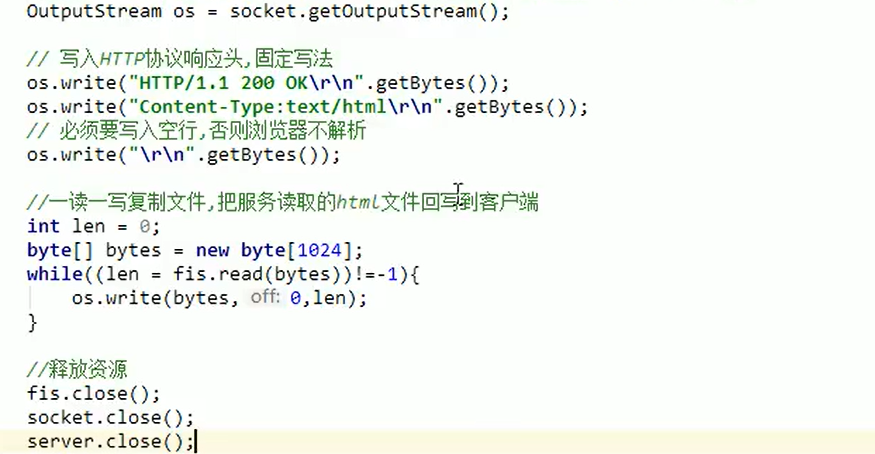 OutputStream os = socket.getOutputStream();
// 写入HTTP协议响应头,固定写法
os.write("HTTP/1.1 200 OK\r\n".getBytes());
os.write("Content-Type:text/html\r\n".getBytes());
// 必须要写入空行,否则浏览器不解析
os.write("\r\n".getBytes());
//一读一写复制文件,把服务读取的html文件回写到客户端
int len = 0;
byte[] bytes = new byte[1024];
while((len = fis.read(bytes))!=-1){
os.write(bytes, off: 0,len);
}
//释放资源
fis.close();
socket.close();
server.close();